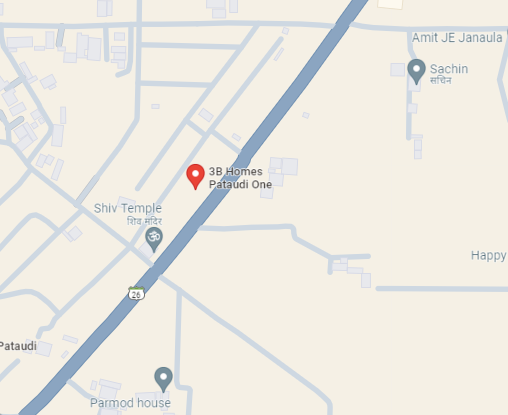 Amit JE Janaula
Sachin
सचिन
3B Homes
Pataudi One
Shiv Temple
शिव मंदिर
ॐ
Happy
26
Pataudi
Parmod house